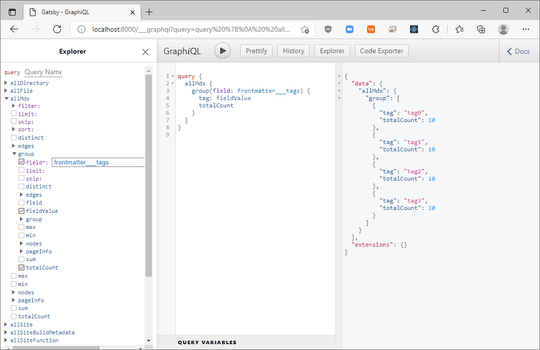 Gatsby - GraphiQL
localhost:8000/___graphql?query=query%20%7B%0A%20%20all...
Explorer
GraphiQL
Prettify
History
Explorer
Code Exporter
Docs
query Query Name
allDirectory
allFile
allMdx
filter:
limit:
skip:
sort:
distinct
edges
group
field*: frontmatter___tags
limit:
skip:
distinct
edges
field
fieldValue
group
max
min
nodes
pageInfo
sum
totalCount
max
min
nodes
pageInfo
sum
totalCount
allSite
allSiteBuildMetadata
allSiteFunction
1 query {
2 allMdx {
3 group(field: frontmatter___tags) {
4 tag: fieldValue
5 totalCount
6 }
7 }
8 }
9
QUERY VARIABLES
{
"data": {
"allMdx": {
"group": [
{
"tag": "tag0",
"totalCount": 10
},
{
"tag": "tag1",
"totalCount": 10
},
{
"tag": "tag2",
"totalCount": 10
},
{
"tag": "tag3",
"totalCount": 10
}
]
}
},
"extensions": {}
}